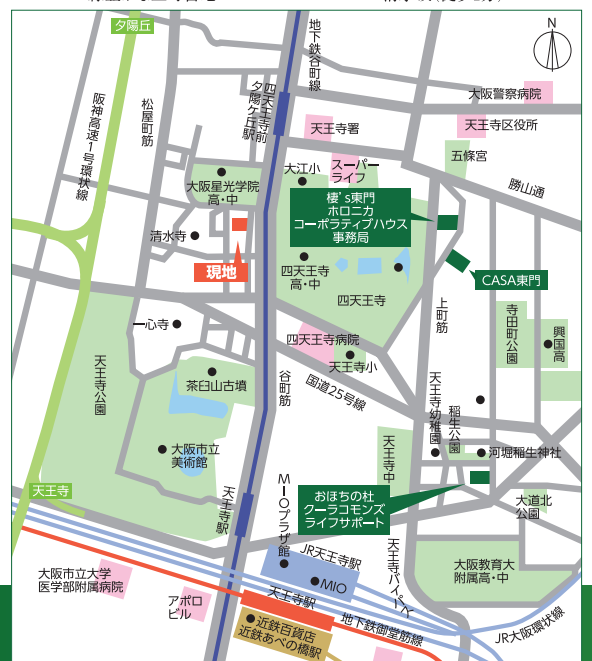 夕陽丘
地下鉄谷町線
N
阪神高速1号環状線
松屋町筋
四天王寺前
夕陽ケ丘駅
大阪警察病院
天王寺署
天王寺区役所
五條宮
大江小
スーパー
ライフ
勝山通
大阪星光学院
高・中
棲's東門
ホロニカ
コーポラティブハウス
事務局
清水寺
現地
四天王寺
高・中
CASA東門
四天王寺
上町筋
寺田町公園
興国高
一心寺
四天王寺病院
天王寺小
天王寺公園
茶臼山古墳
谷町筋
国道25号線
天王寺幼稚園
稲生公園
天王寺中
河堀稲生神社
大阪市立
美術館
天王寺
天王寺駅
MIOプラザ館
おほちの杜
クーラコモンズ
ライフサポート
大道北
公園
JR天王寺駅
天王寺バイパス
大阪教育大
附属高・中
大阪市立大学
医学部附属病院
MIO
アポロ
ビル
天王寺駅
地下鉄御堂筋線
JR大阪環状線
近鉄百貨店
近鉄あべの橋駅